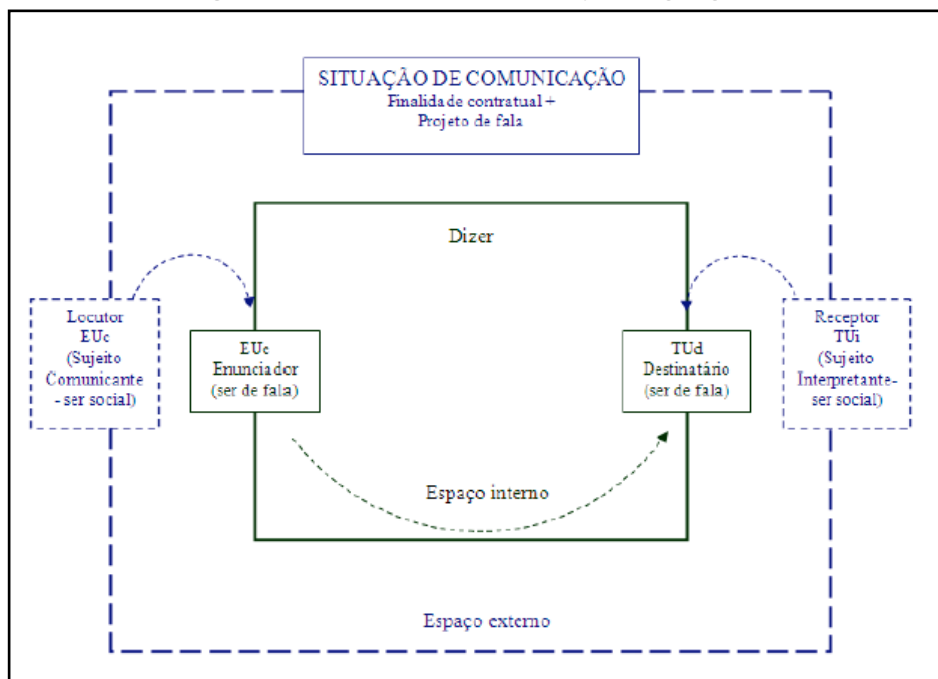 SITUAÇÃO DE COMUNICAÇÃO
Finalidade contratual +
Projeto de fala
Dizer
Locutor
EUc
(Sujeito
Comunicante
- ser social)
EUe
Enunciador
(ser de fala)
TUd
Destinatário
(ser de fala)
Receptor
TUi
(Sujeito
Interpretante-
ser social)
Espaço interno
Espaço externo